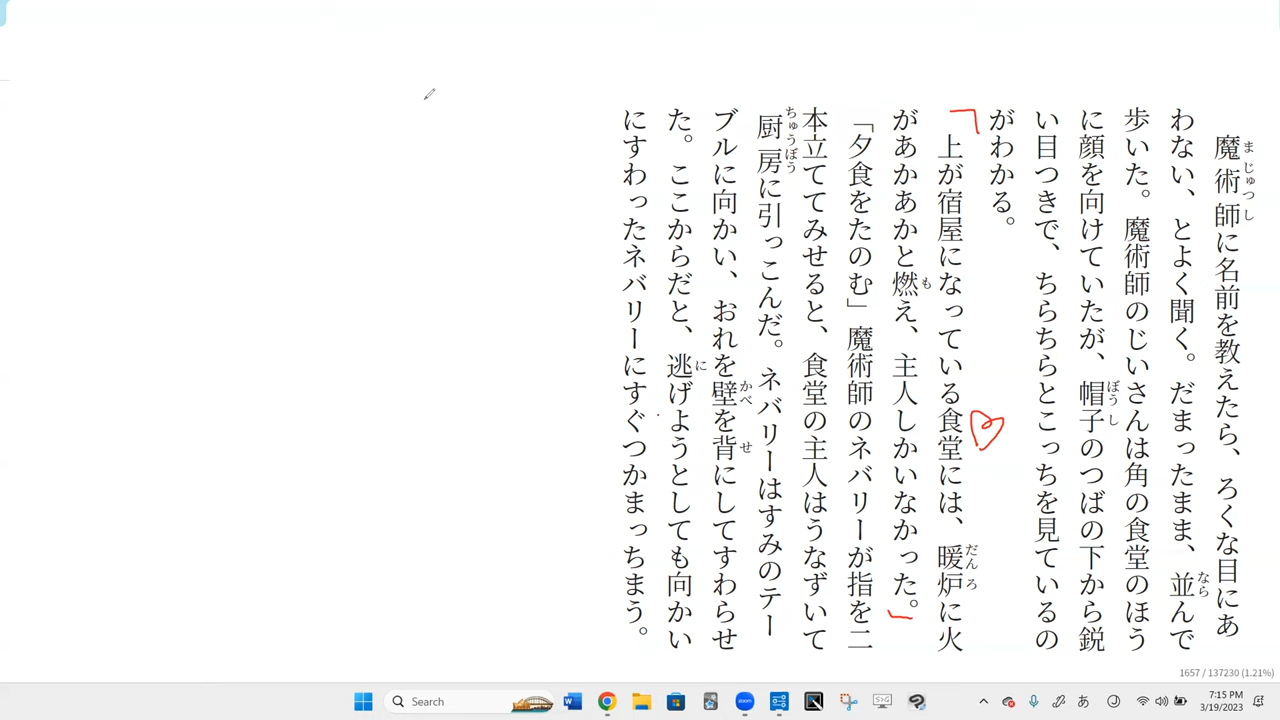 魔術師に名前を教えたら、ろくな目にあ
わない、とよく聞く。だまったまま、並んで
歩いた。魔術師のじいさんは角の食堂のほう
に顔を向けていたが、帽子のつばの下から鋭
い目つきで、ちらちらとこっちを見ているの
がわかる。
上が宿屋になっている食堂には、暖炉に火
があかあかと燃え、主人しかいなかった。
「夕食をたのむ」魔術師のネバリーが指を二
本立ててみせると、食堂の主人はうなずいて
厨房に引っこんだ。ネバリーはすみのテー
ブルに向かい、おれを壁を背にしてすわらせ
た。ここからだと、逃げようとしても向かい
にすわったネバリーにすぐつかまっちまう。
1657 / 137230 (1.21%)
Search
7:15 PM
3/19/2023